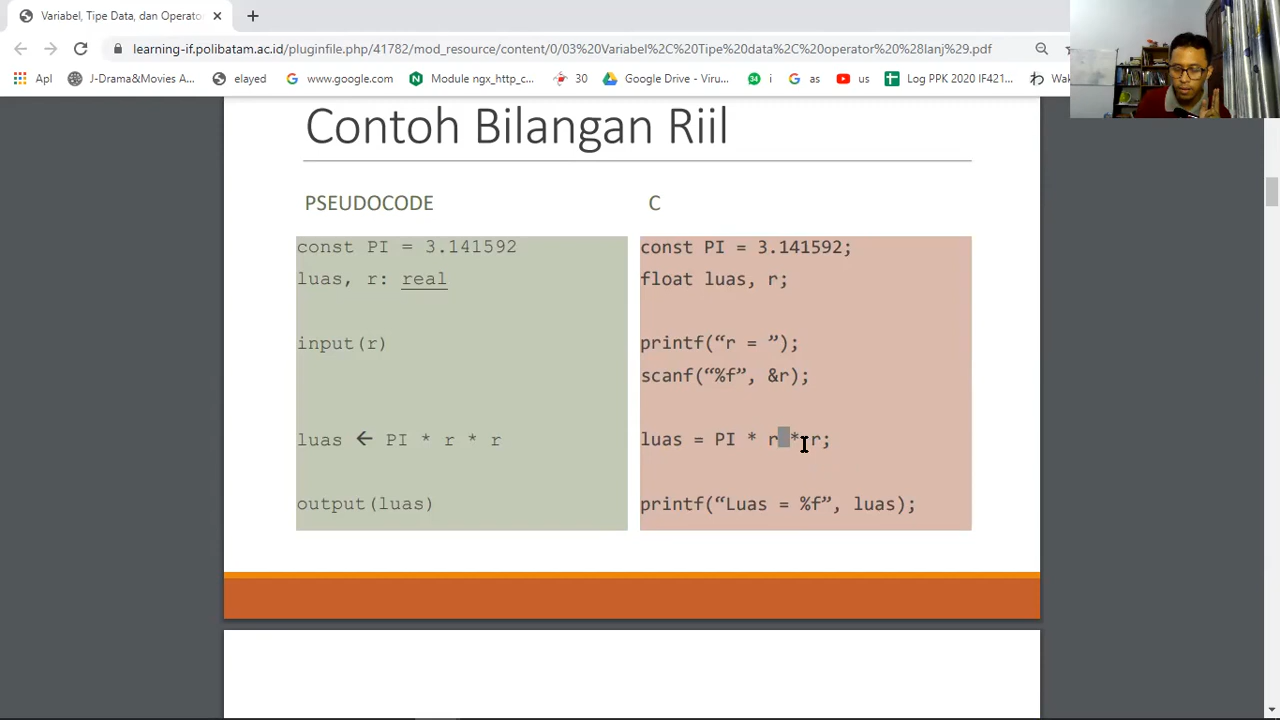 Variabel, Tipe Data, dan Operato
learning-if.polibatam.ac.id/pluginfile.php/41782/mod_resource/content/0/03%20Variabel%2C%20Tipe%20data%2C%20operator%20%28lanj%29.pdf
Apl J-Drama&Movies A... elayed www.google.com Module ngx_http_c... 30 Google Drive - Viru... i as us Log PPK 2020 IF421... Wak
Contoh Bilangan Riil
PSEUDOCODE
const PI = 3.141592
luas, r: real
input(r)
luas ← PI * r * r
output(luas)
C
const PI = 3.141592;
float luas, r;
printf(“r = ”);
scanf(“%f”, &r);
luas = PI * r * r;
printf(“Luas = %f”, luas);